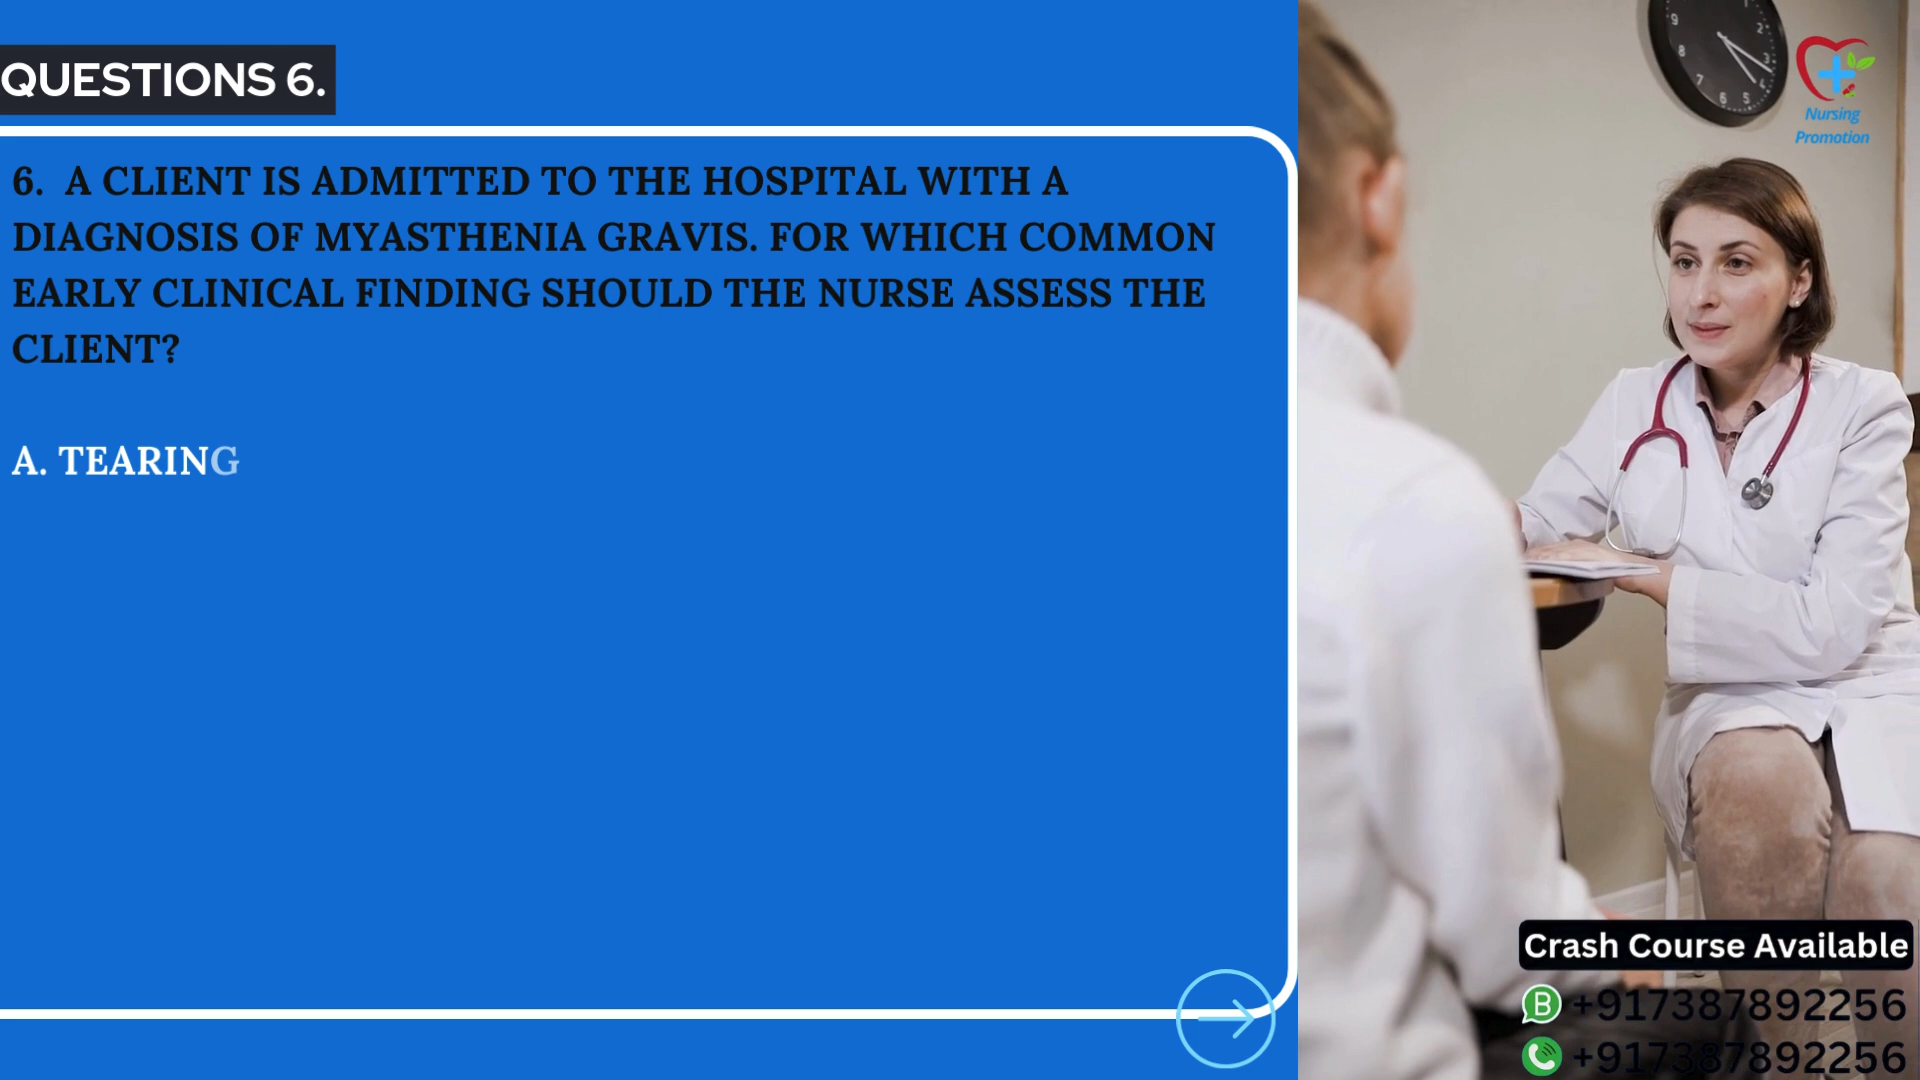 QUESTIONS 6.
6. A CLIENT IS ADMITTED TO THE HOSPITAL WITH A
DIAGNOSIS OF MYASTHENIA GRAVIS. FOR WHICH COMMON
EARLY CLINICAL FINDING SHOULD THE NURSE ASSESS THE
CLIENT?
A. TEARING
Nursing
Promotion
Crash Course Available
+917387892256
+917387892256